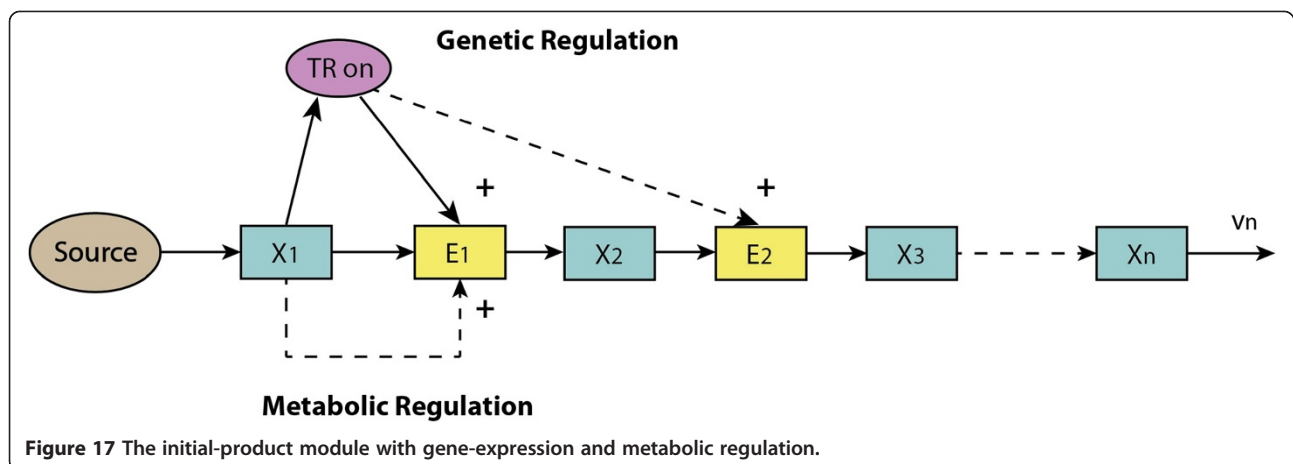 Genetic Regulation
TR on
+
+
Source
X1
E1
X2
E2
X3
Xn
vn
+
Metabolic Regulation
Figure 17 The initial-product module with gene-expression and metabolic regulation.